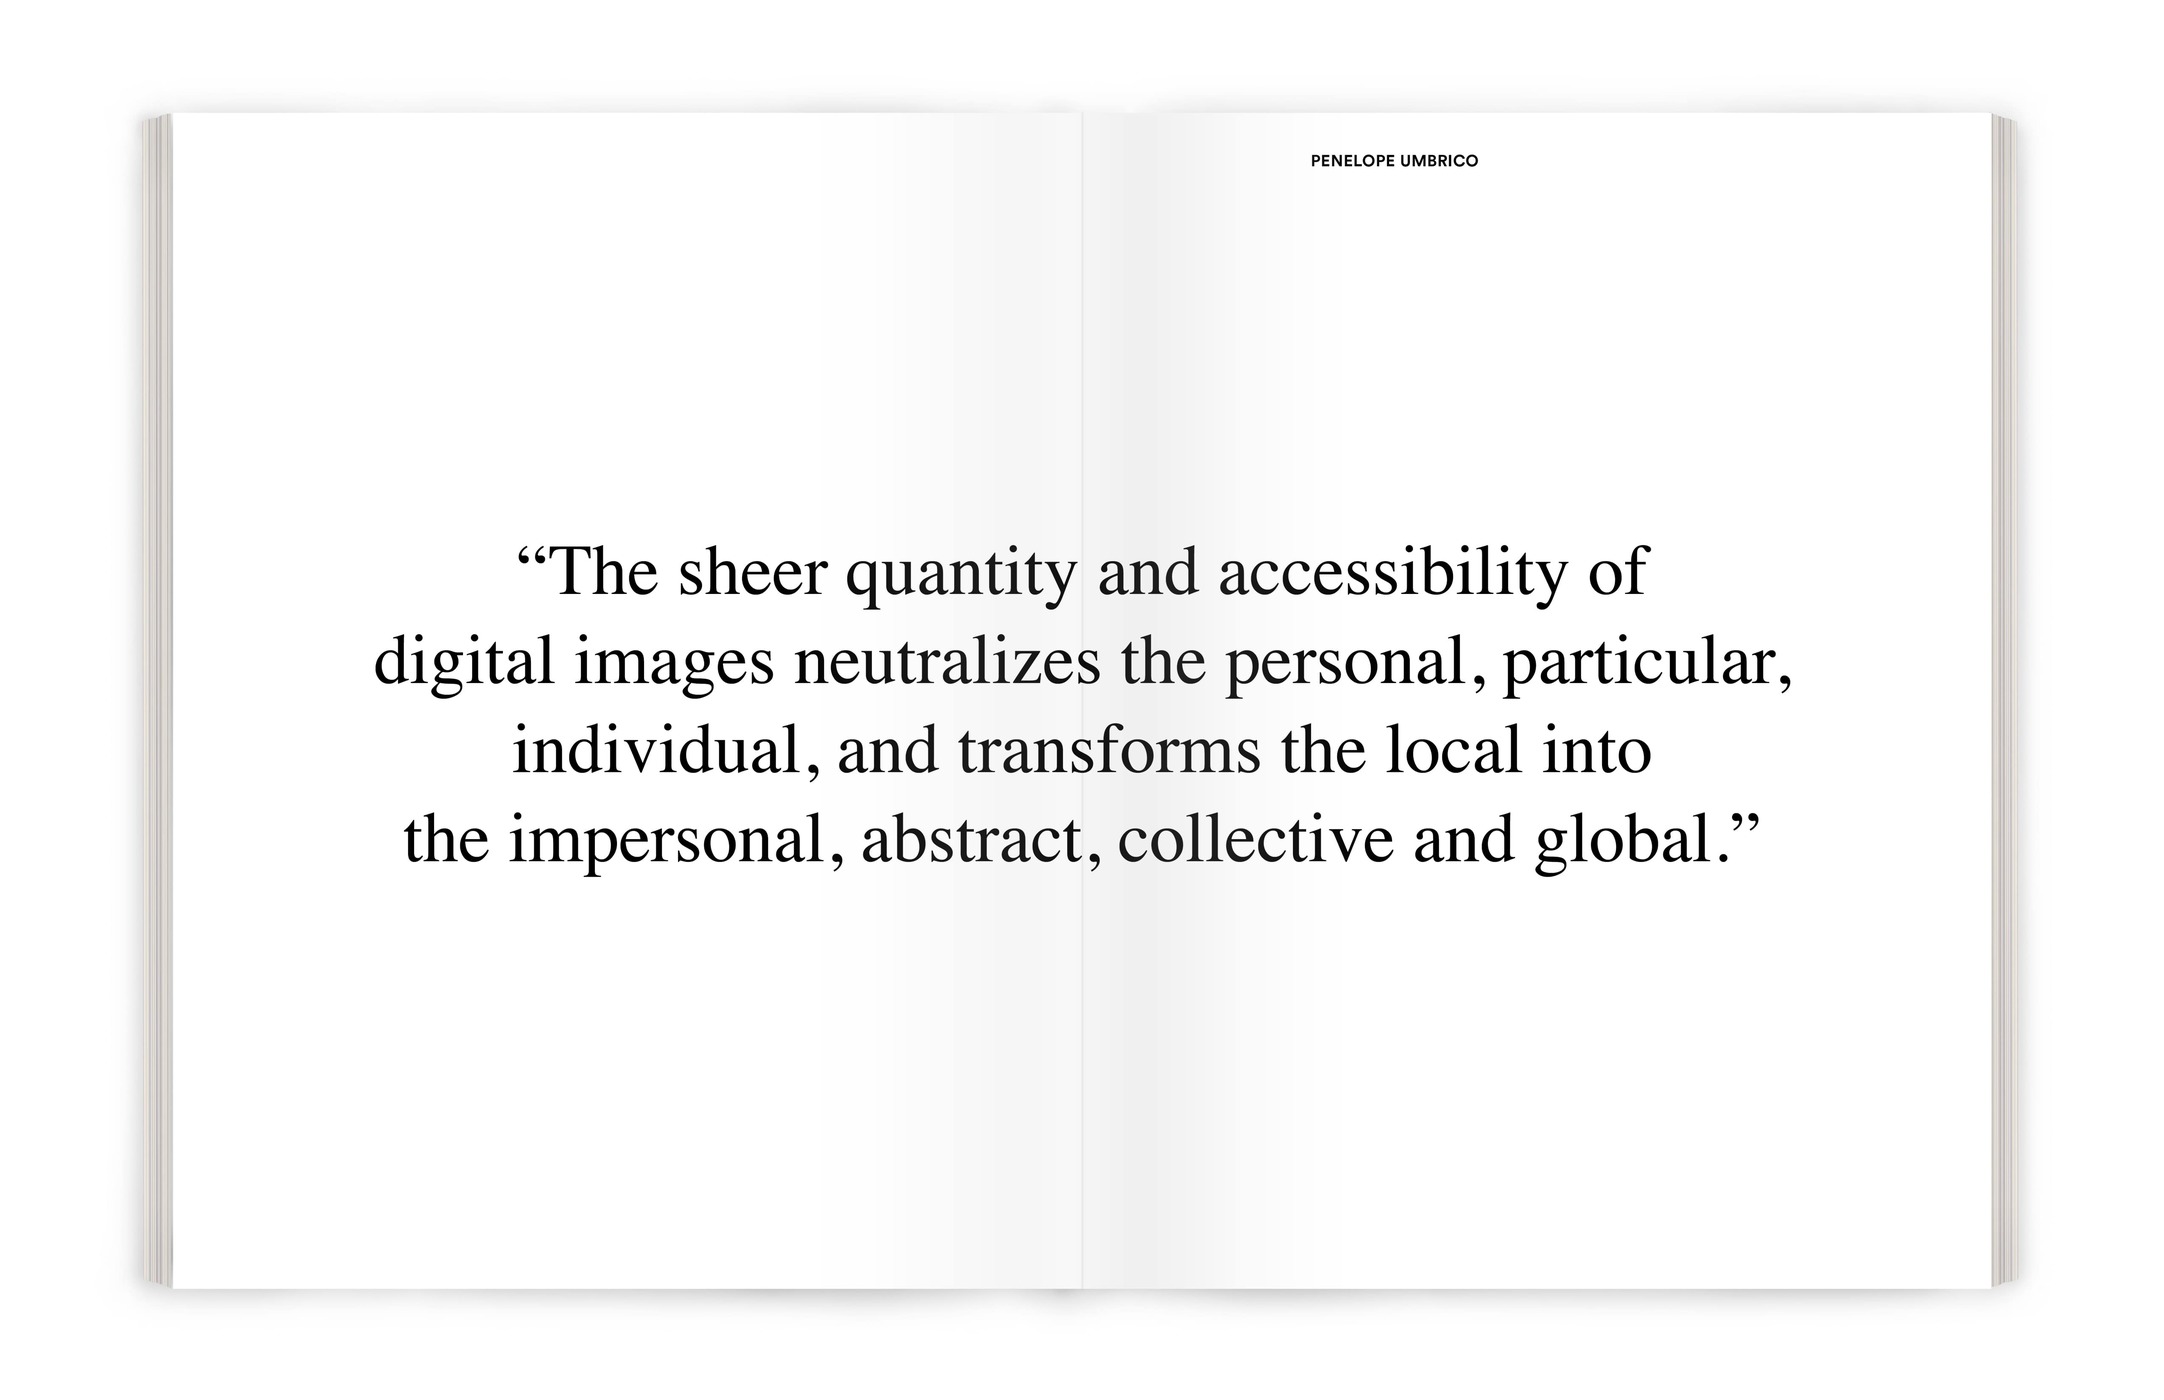 PENELOPE UMBRICO
“The sheer quantity and accessibility of
digital images neutralizes the personal, particular,
individual, and transforms the local into
the impersonal, abstract, collective and global.”